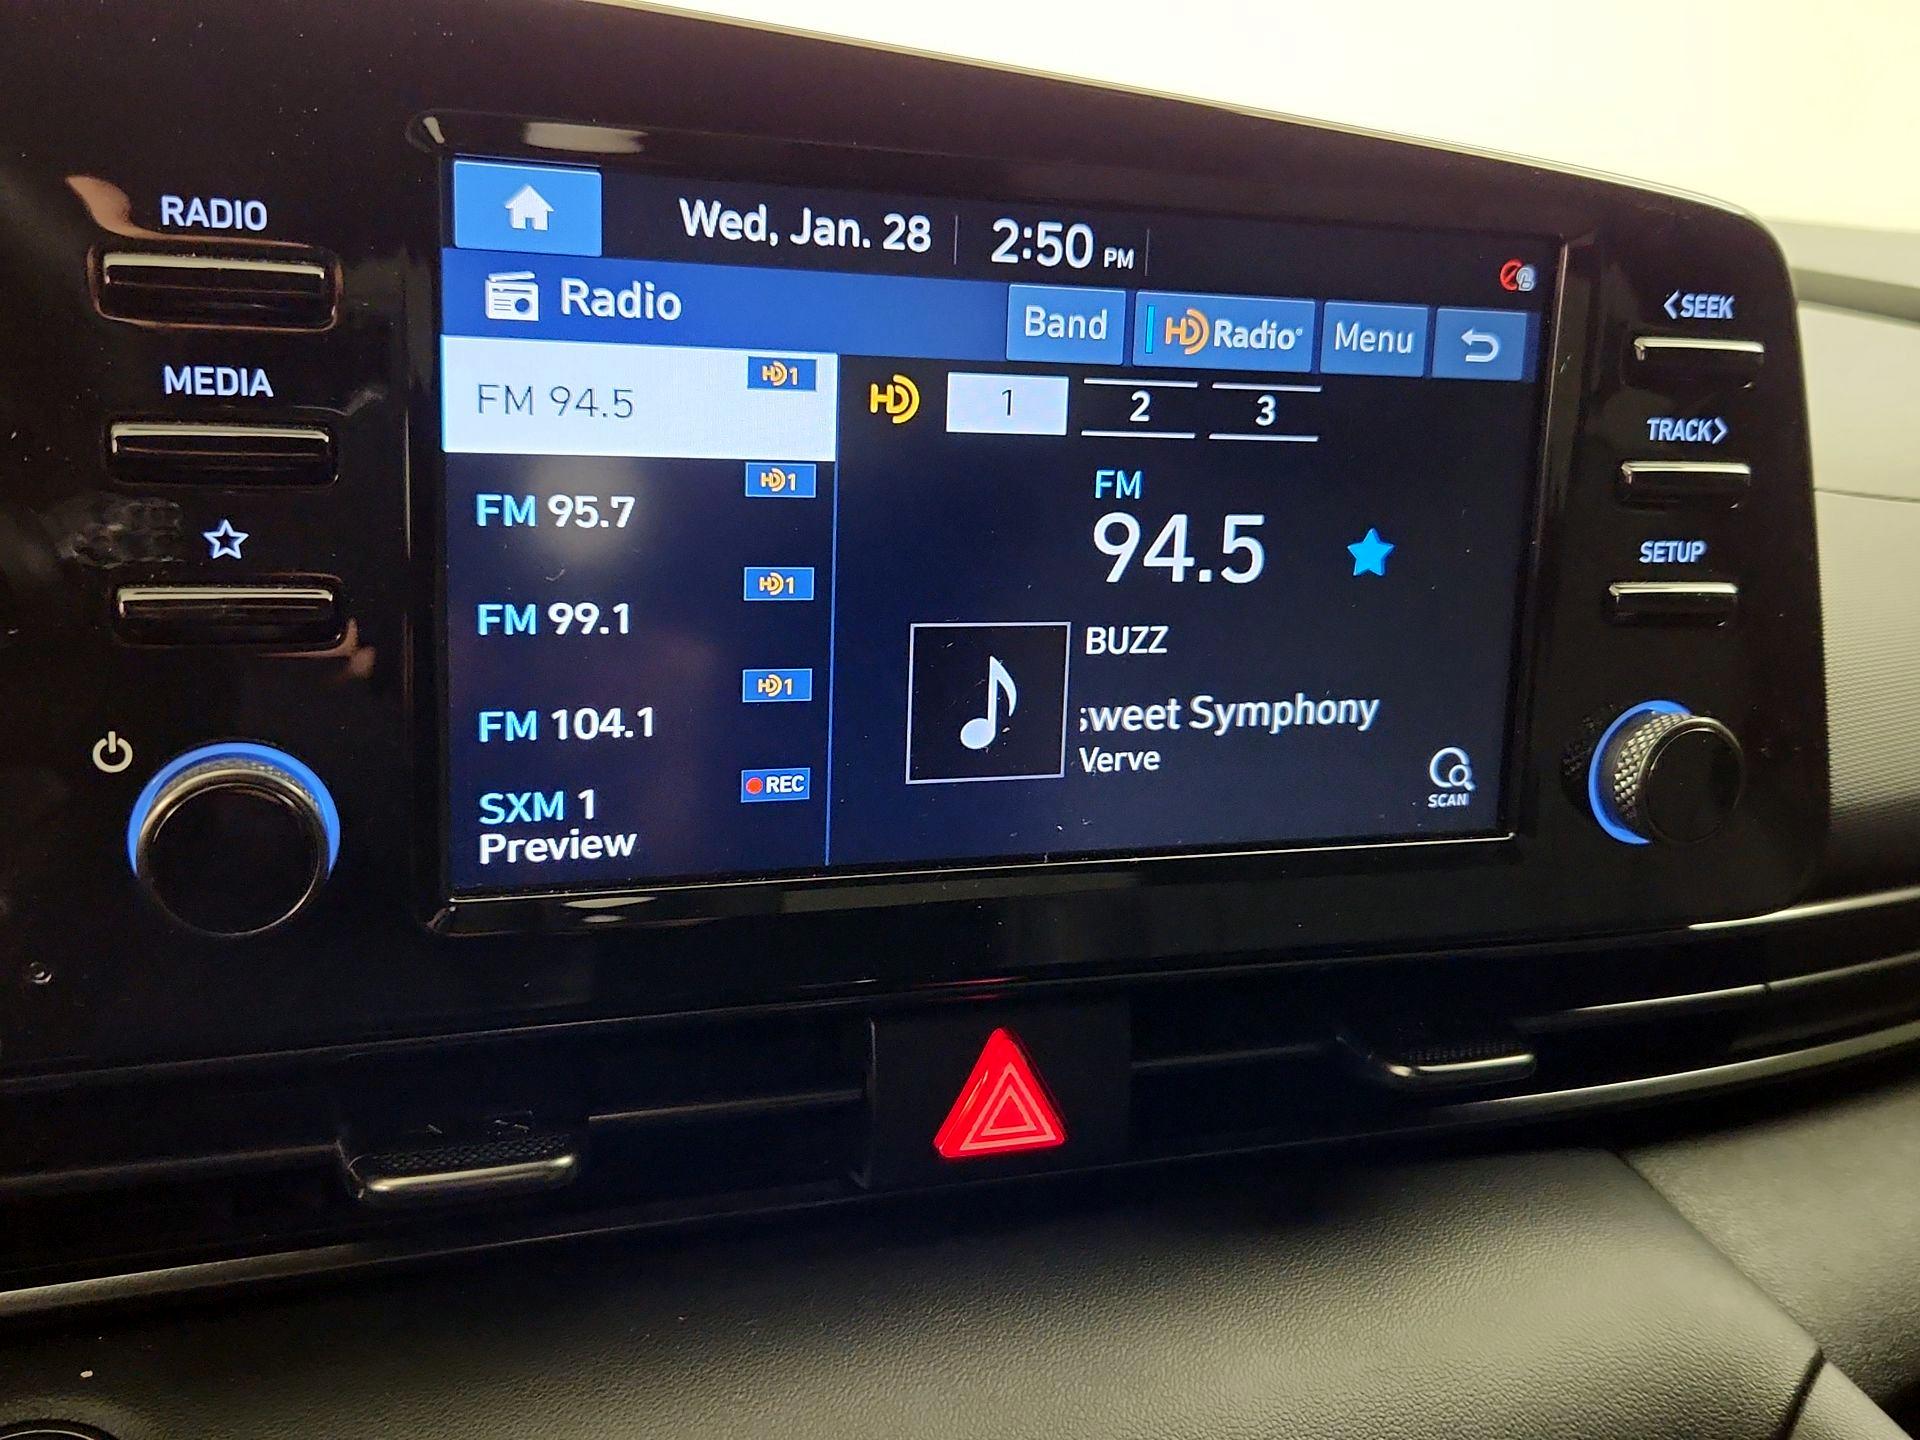 RADIO
MEDIA
Wed, Jan. 28
2:50 PM
Radio
Band
HD Radio
Menu
FM 94.5
HD1
FM 95.7
HD1
FM 99.1
HD1
FM 104.1
HD1
SXM 1
Preview
REC
HD
1
2
3
FM
94.5
BUZZ
sweet Symphony
Verve
SCAN
<SEEK
TRACK>
SETUP